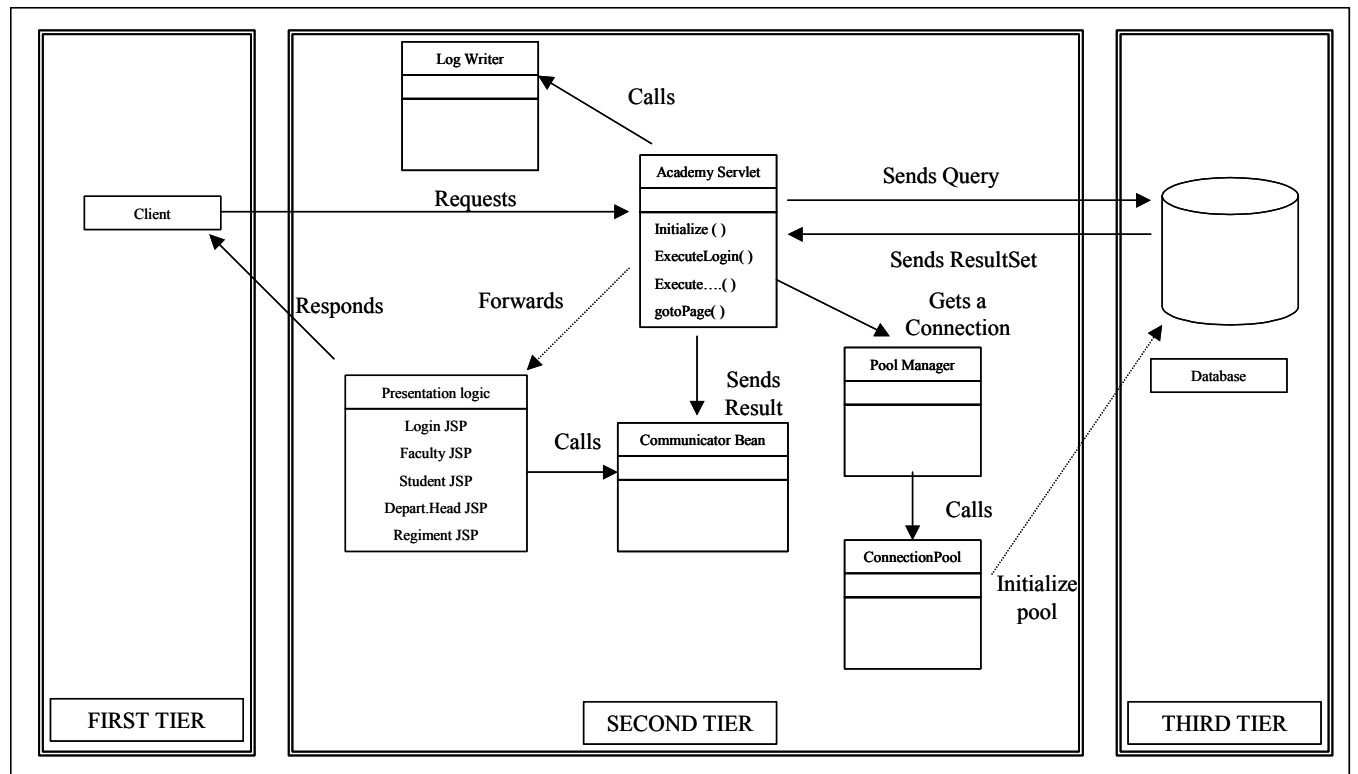 Log Writer
Calls
Academy Servlet
Initialize ( )
ExecuteLogin( )
Execute….( )
gotoPage( )
Sends Query
Sends ResultSet
Client
Requests
Responds
Forwards
Gets a
Connection
Pool Manager
Database
Presentation logic
Login JSP
Faculty JSP
Student JSP
Depart.Head JSP
Regiment JSP
Sends
Result
Calls
Communicator Bean
Calls
ConnectionPool
Initialize
pool
FIRST TIER
SECOND TIER
THIRD TIER